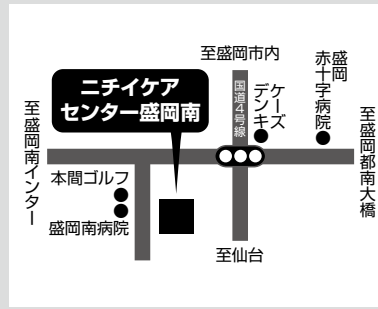 至盛岡市内
盛岡
赤十字病院
ケーズ
デンキ
国道4号線
ニチイケア
センター盛岡南
至盛岡南インター
至盛岡都南大橋
本間ゴルフ
盛岡南病院
至仙台